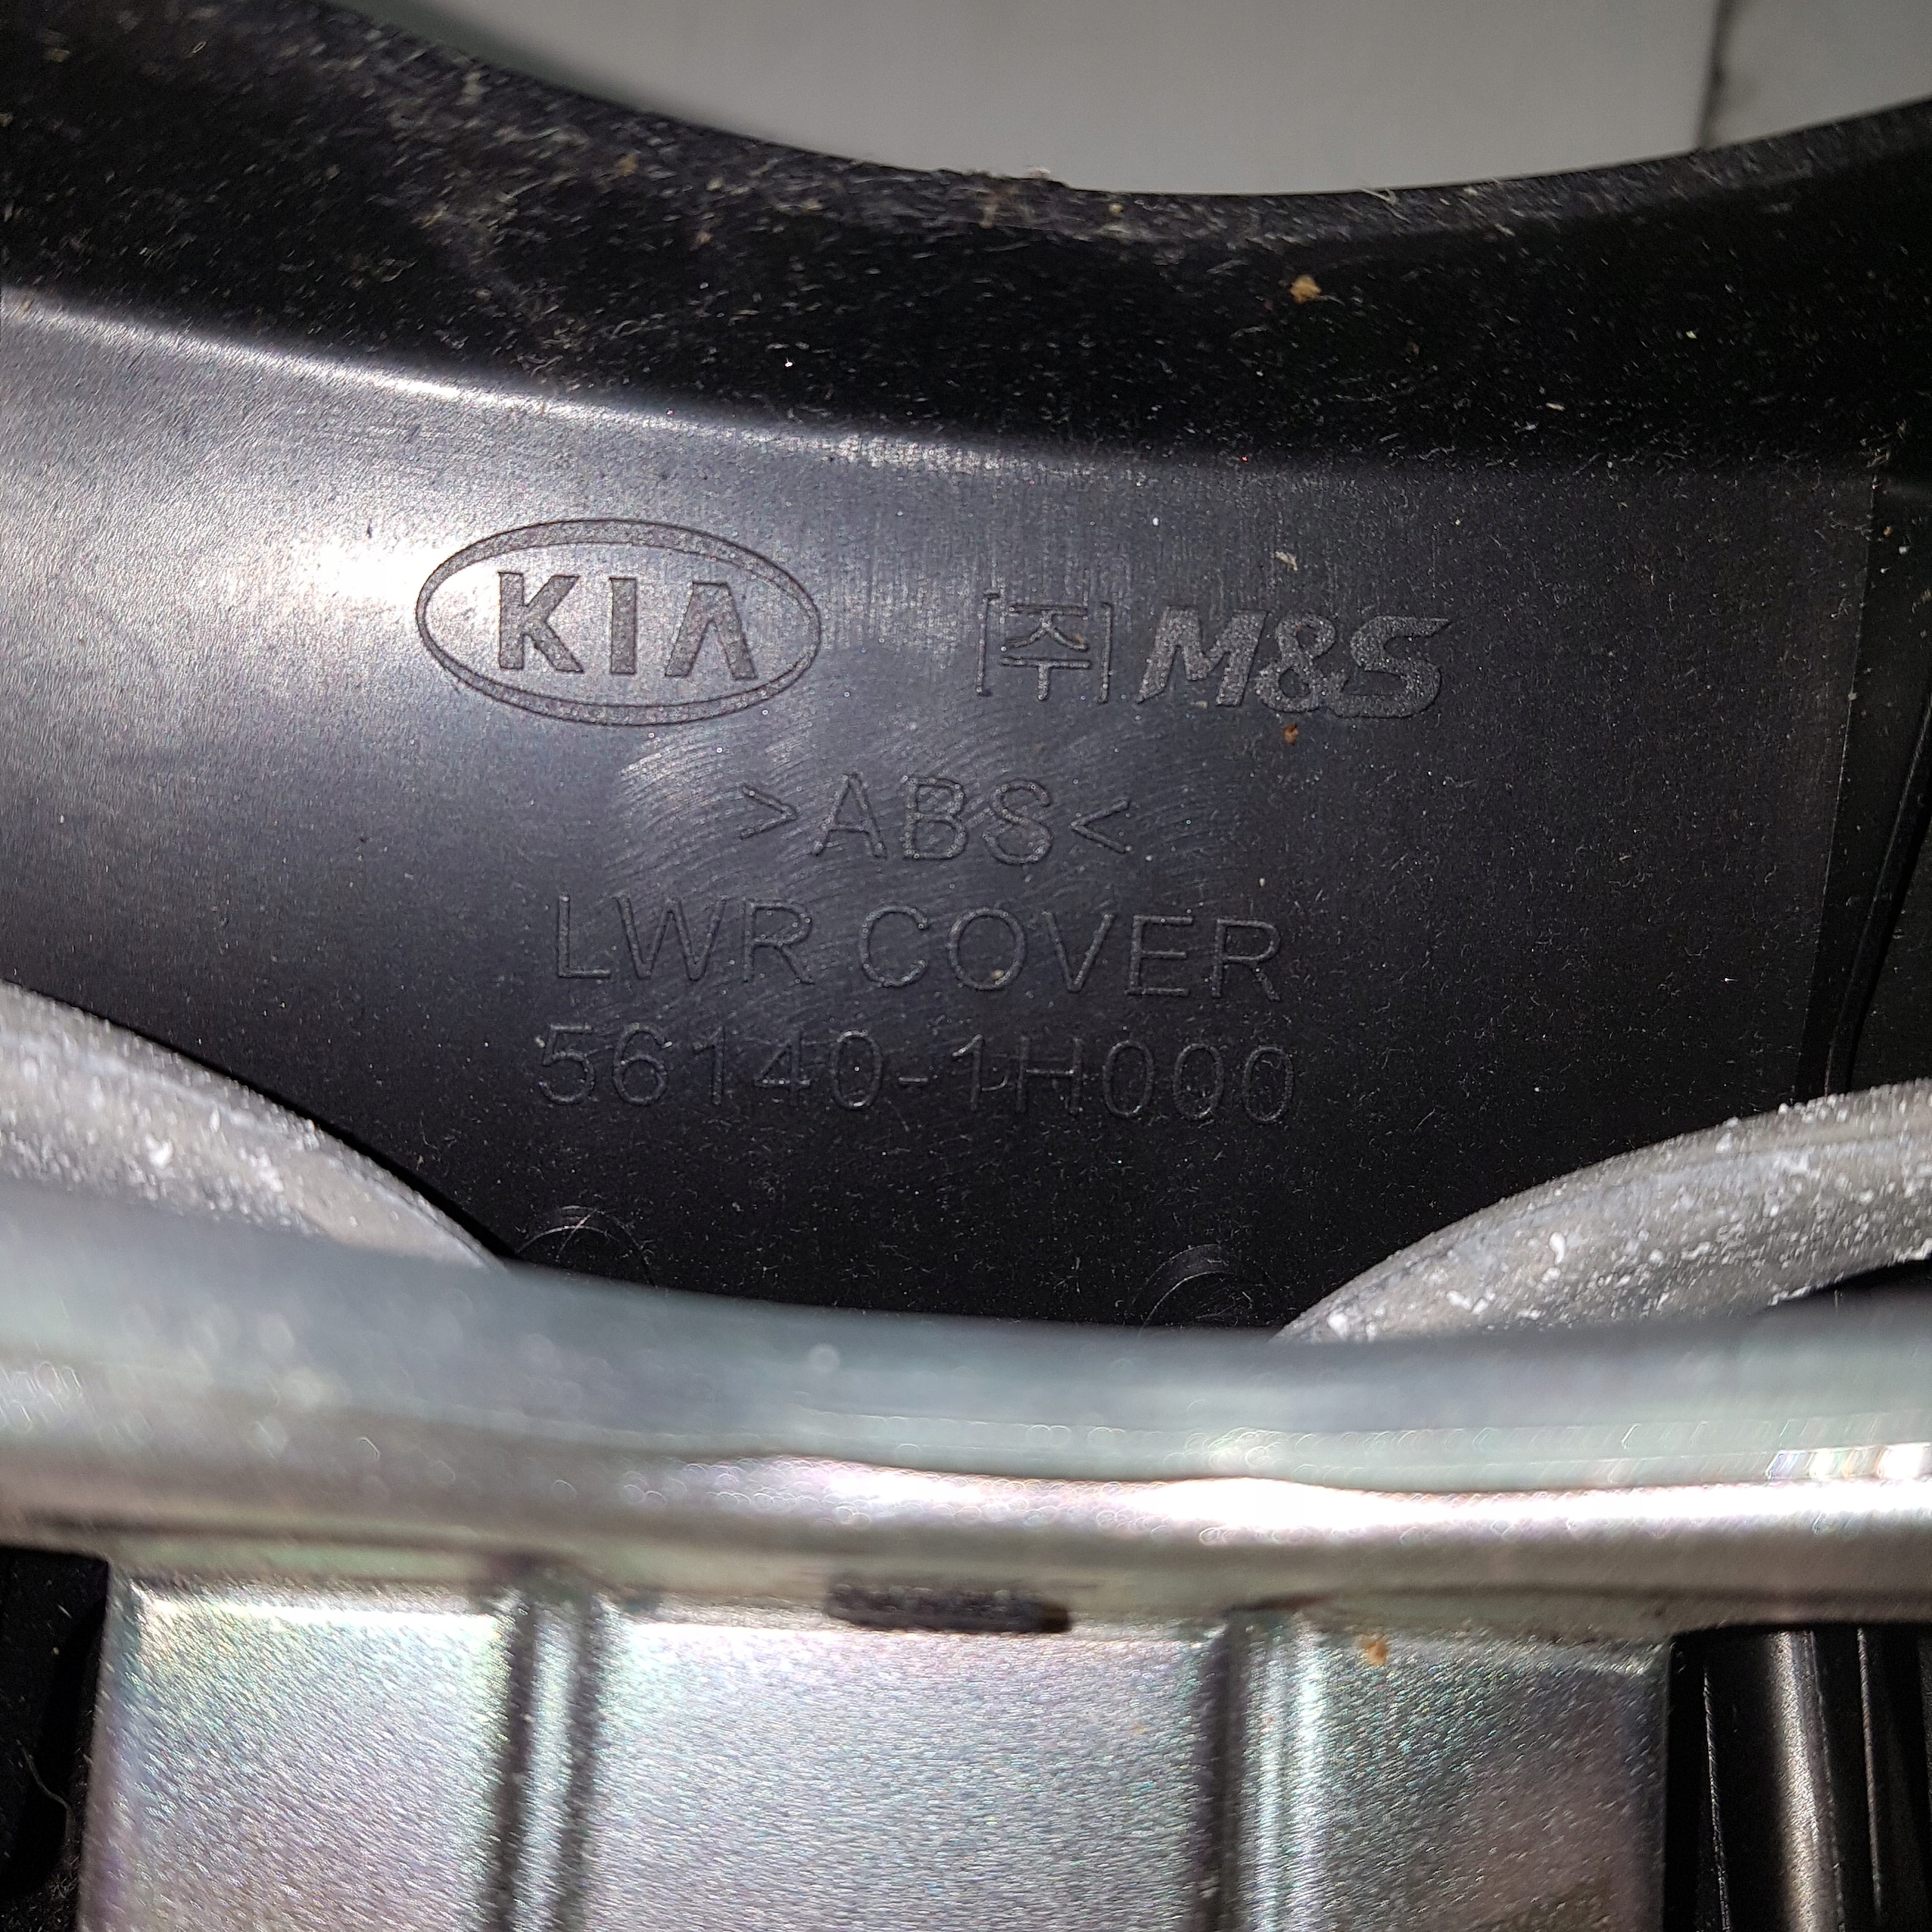 KIA [주] M&S
>ABS<
LWR COVER
56140-1H000